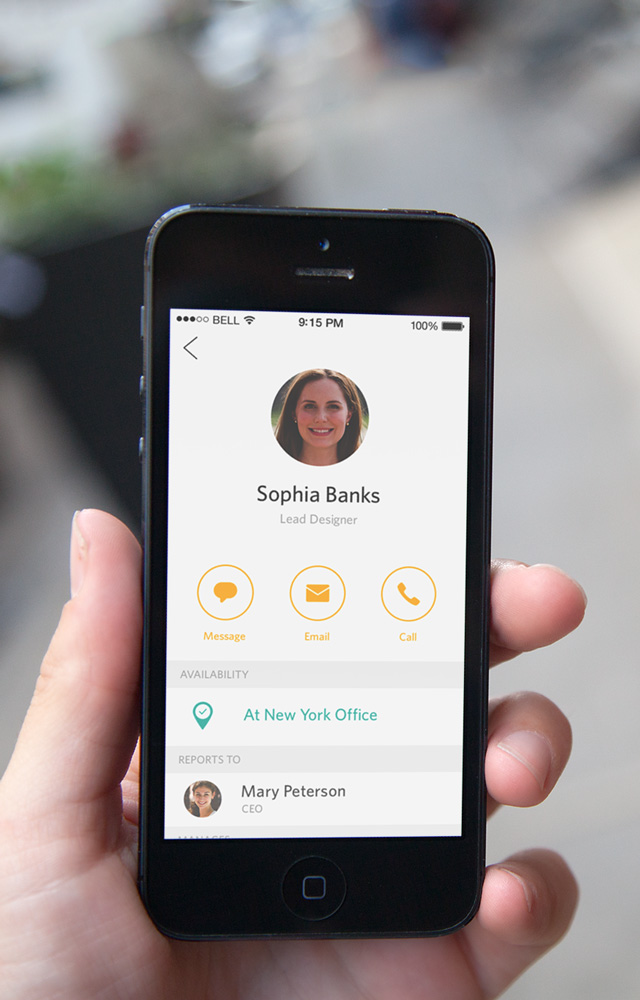 BELL 9:15 PM 100%
Sophia Banks
Lead Designer
Message Email Call
AVAILABILITY
At New York Office
REPORTS TO
Mary Peterson
CEO